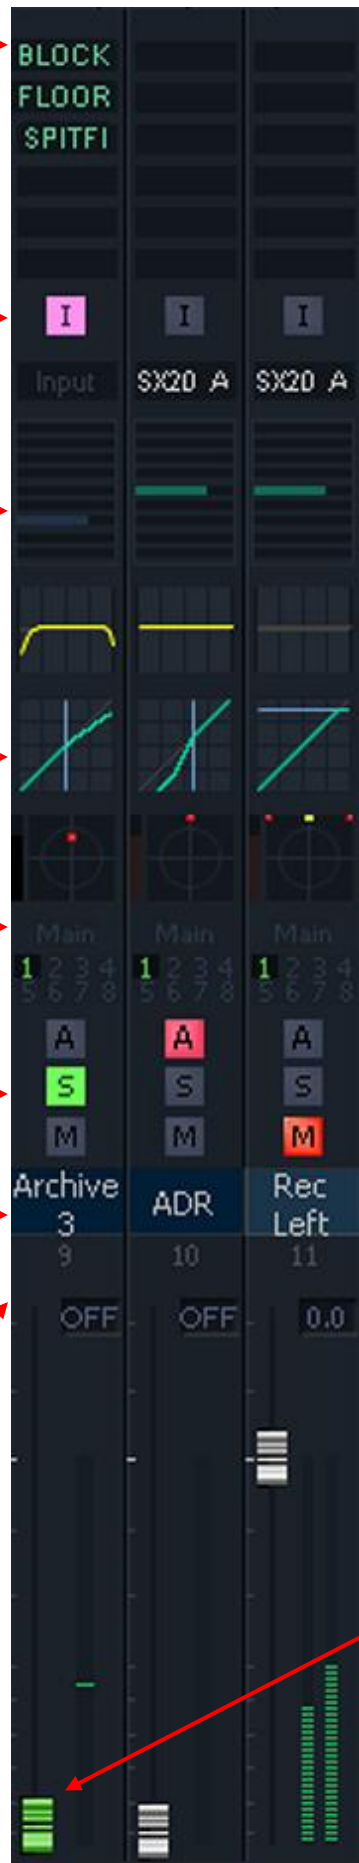 BLOCK
FLOOR
SPITFI
I I I
Input SX20 A SX20 A
Main Main Main
1 2 3 4 1 2 3 4 1 2 3 4
5 6 7 8 5 6 7 8 5 6 7 8
A A A
S S S
M M M
Archive ADR Rec
3 Left
9 10 11
OFF OFF 0.0